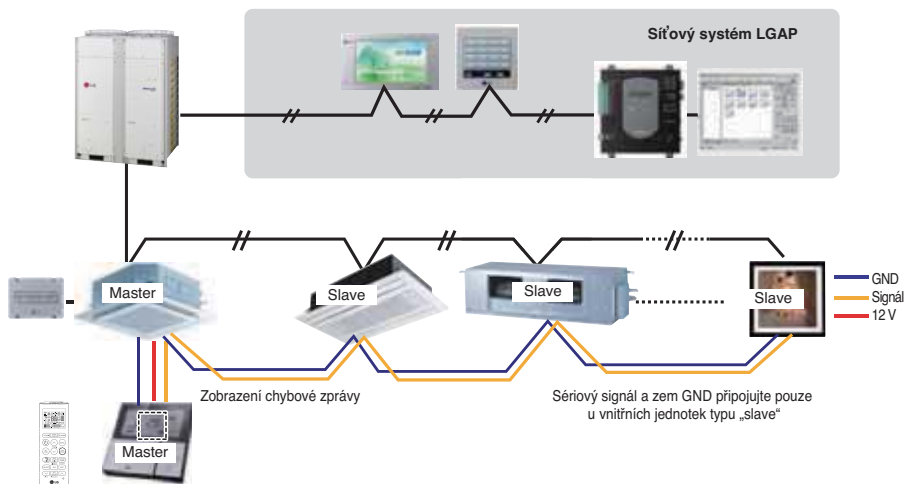 Síťový systém LGAP
Master
Slave
Slave
Slave
GND
Signál
12 V
Zobrazení chybové zprávy
Sériový signál a zem GND připojujte pouze
u vnitřních jednotek typu „slave“
Master